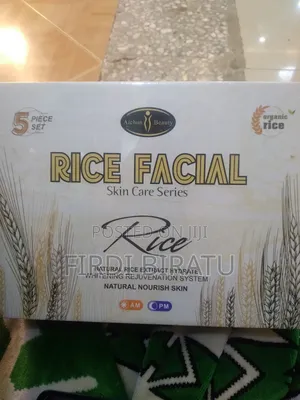 5 PIECE
SET
Aichun Beauty
organic
rice
RICE FACIAL
Skin Care Series
Rice
POSTED ON JIJI
FIRDI BIRATU
NATURAL RICE EXTRACT HYDRATE
WHITENING REJUVENATION SYSTEM
NATURAL NOURISH SKIN
AM PM